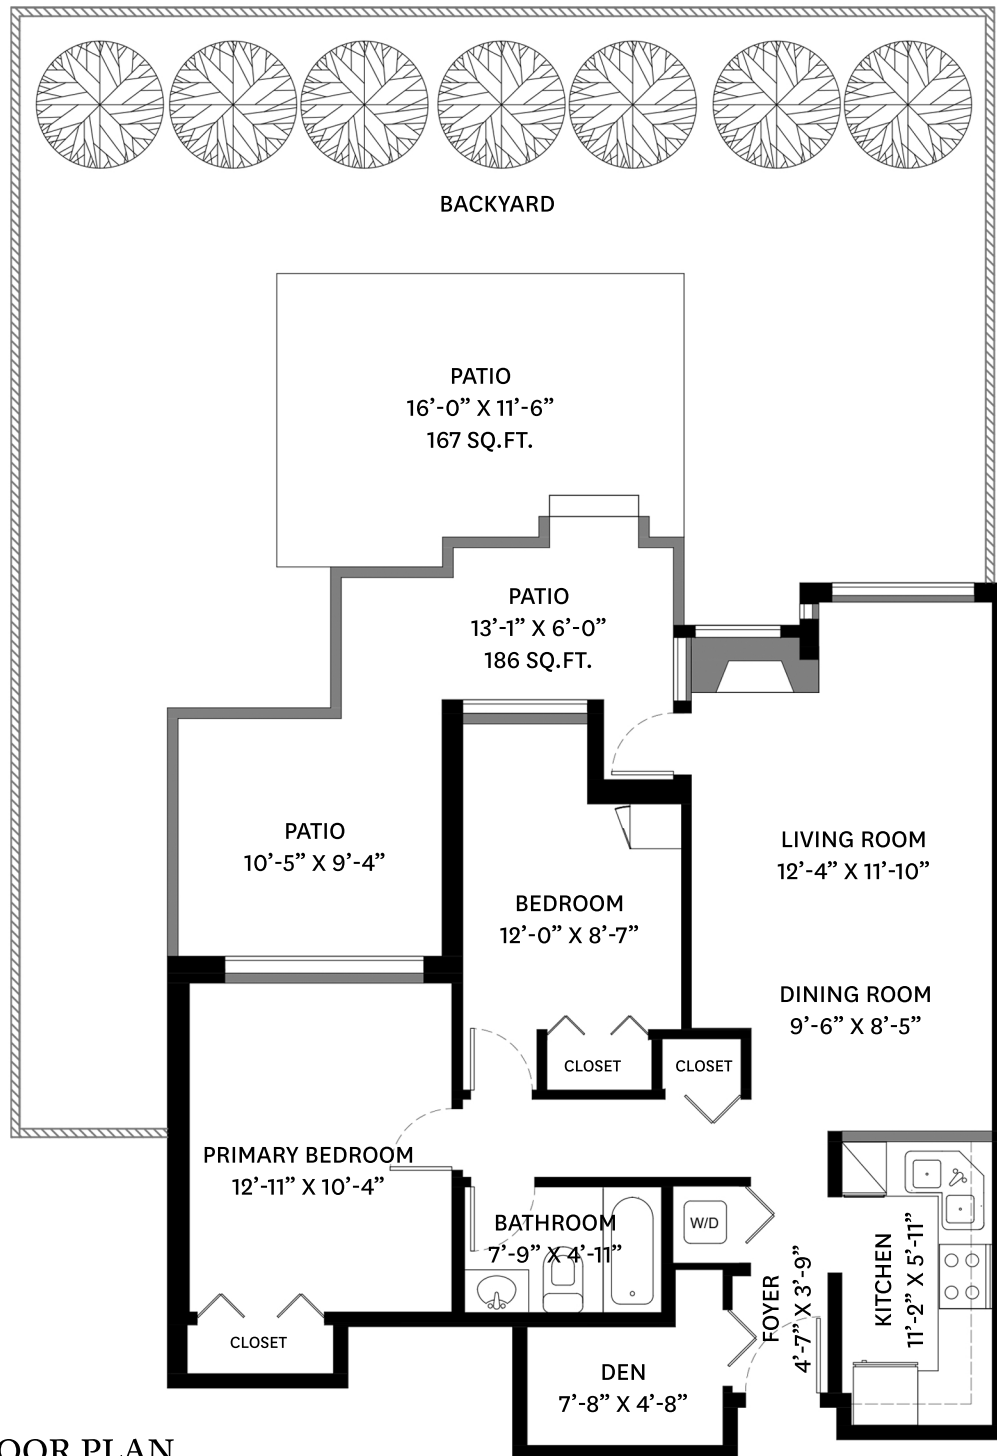 BACKYARD
PATIO
16’-0” X 11’-6”
167 SQ.FT.
PATIO
13’-1” X 6’-0”
186 SQ.FT.
PATIO
10’-5” X 9’-4”
LIVING ROOM
12’-4” X 11’-10”
BEDROOM
12’-0” X 8’-7”
DINING ROOM
9’-6” X 8’-5”
CLOSET
CLOSET
PRIMARY BEDROOM
12’-11” X 10’-4”
BATHROOM
7’-9” X 4’-11”
W/D
KITCHEN
11’-2” X 5’-11”
FOYER
4’-7” X 3’-9”
CLOSET
DEN
7’-8” X 4’-8”
OOR PLAN